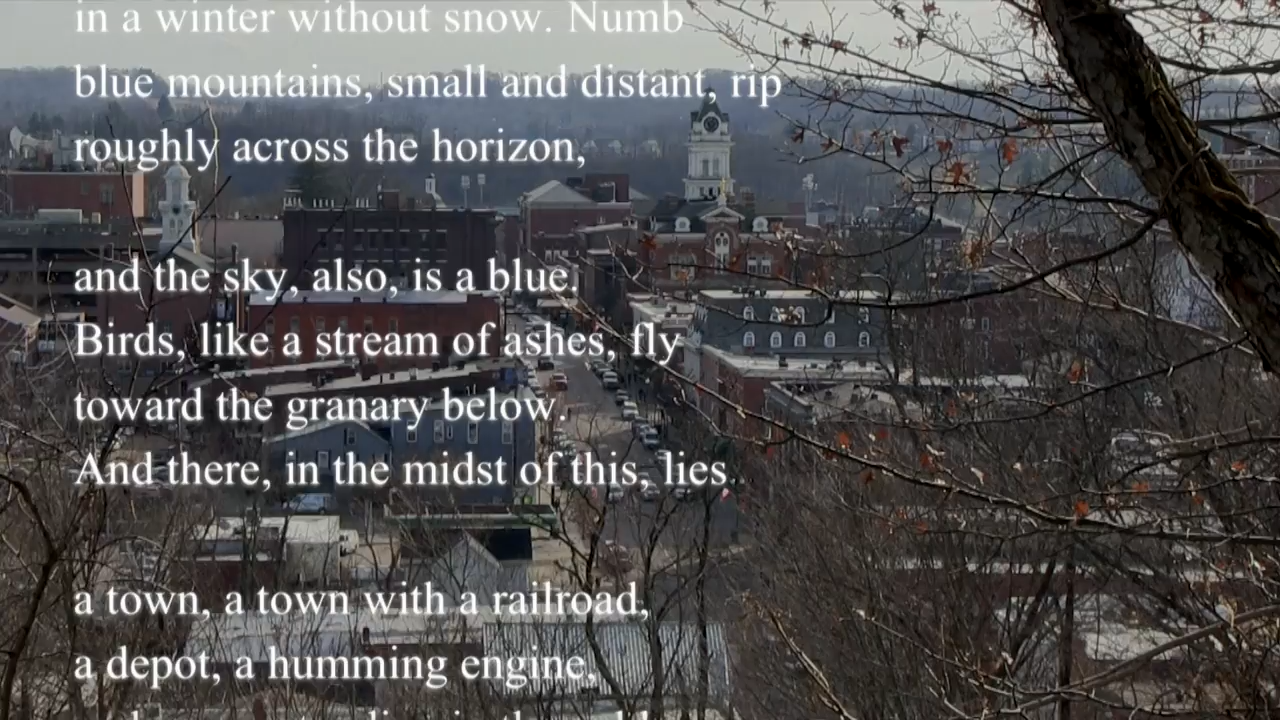 in a winter without snow. Numb
blue mountains, small and distant, rip
roughly across the horizon,
and the sky, also, is a blue.
Birds, like a stream of ashes, fly
toward the granary below.
And there, in the midst of this, lies
a town, a town with a railroad,
a depot, a humming engine,